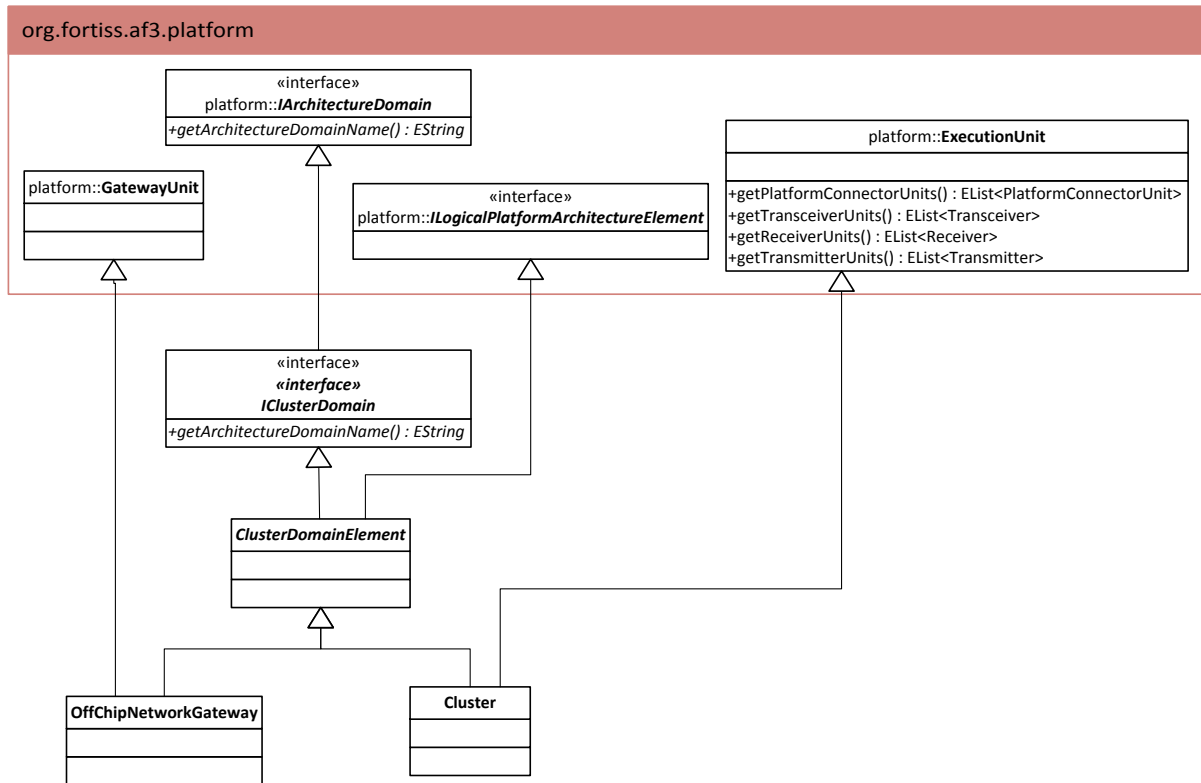 org.fortiss.af3.platform
«interface»
platform::IArchitectureDomain
+getArchitectureDomainName() : EString
platform::ExecutionUnit
+getPlatformConnectorUnits() : EList<PlatformConnectorUnit>
+getTransceiverUnits() : EList<Transceiver>
+getReceiverUnits() : EList<Receiver>
+getTransmitterUnits() : EList<Transmitter>
platform::GatewayUnit
«interface»
platform::ILogicalPlatformArchitectureElement
«interface»
«interface»
IClusterDomain
+getArchitectureDomainName() : EString
ClusterDomainElement
OffChipNetworkGateway
Cluster